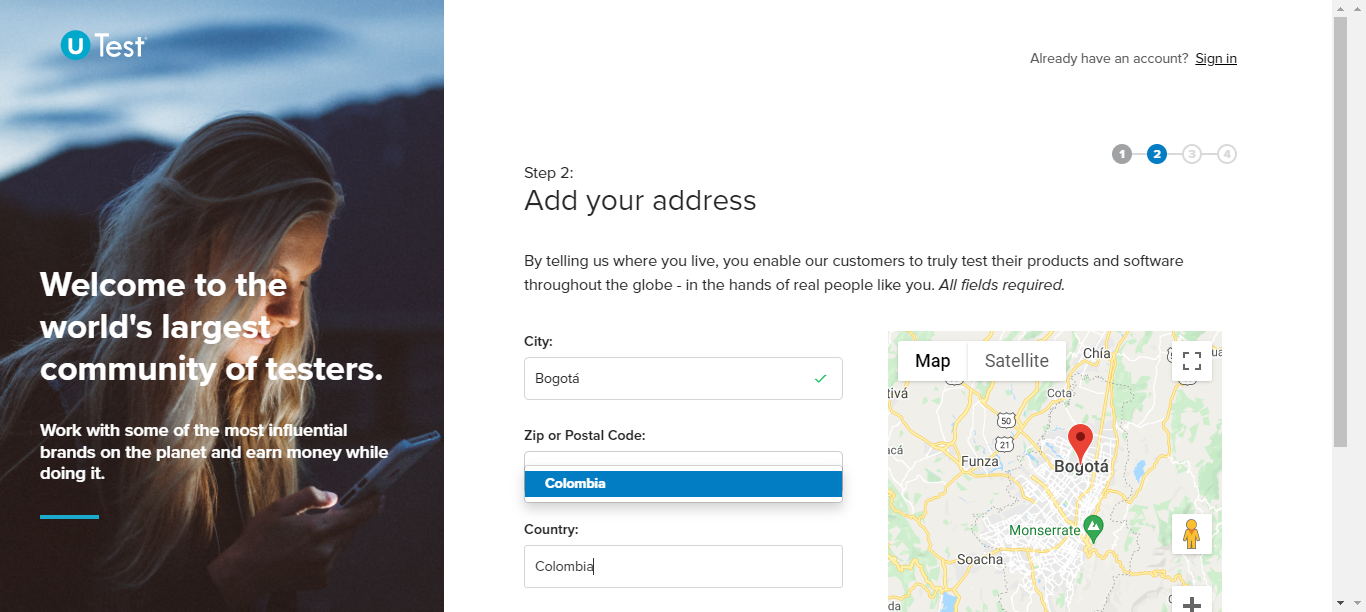 U Test
Already have an account? Sign in
1 2 3 4
Step 2:
Add your address
By telling us where you live, you enable our customers to truly test their products and software
throughout the globe - in the hands of real people like you. All fields required.
Welcome to the
world's largest
community of testers.
Work with some of the most influential
brands on the planet and earn money while
doing it.
City:
Bogotá
Zip or Postal Code:
Colombia
Country:
Colombia
Map
Satellite
Chía
Cota
50
21
Funza
Bogotá
Monserrate
Soacha